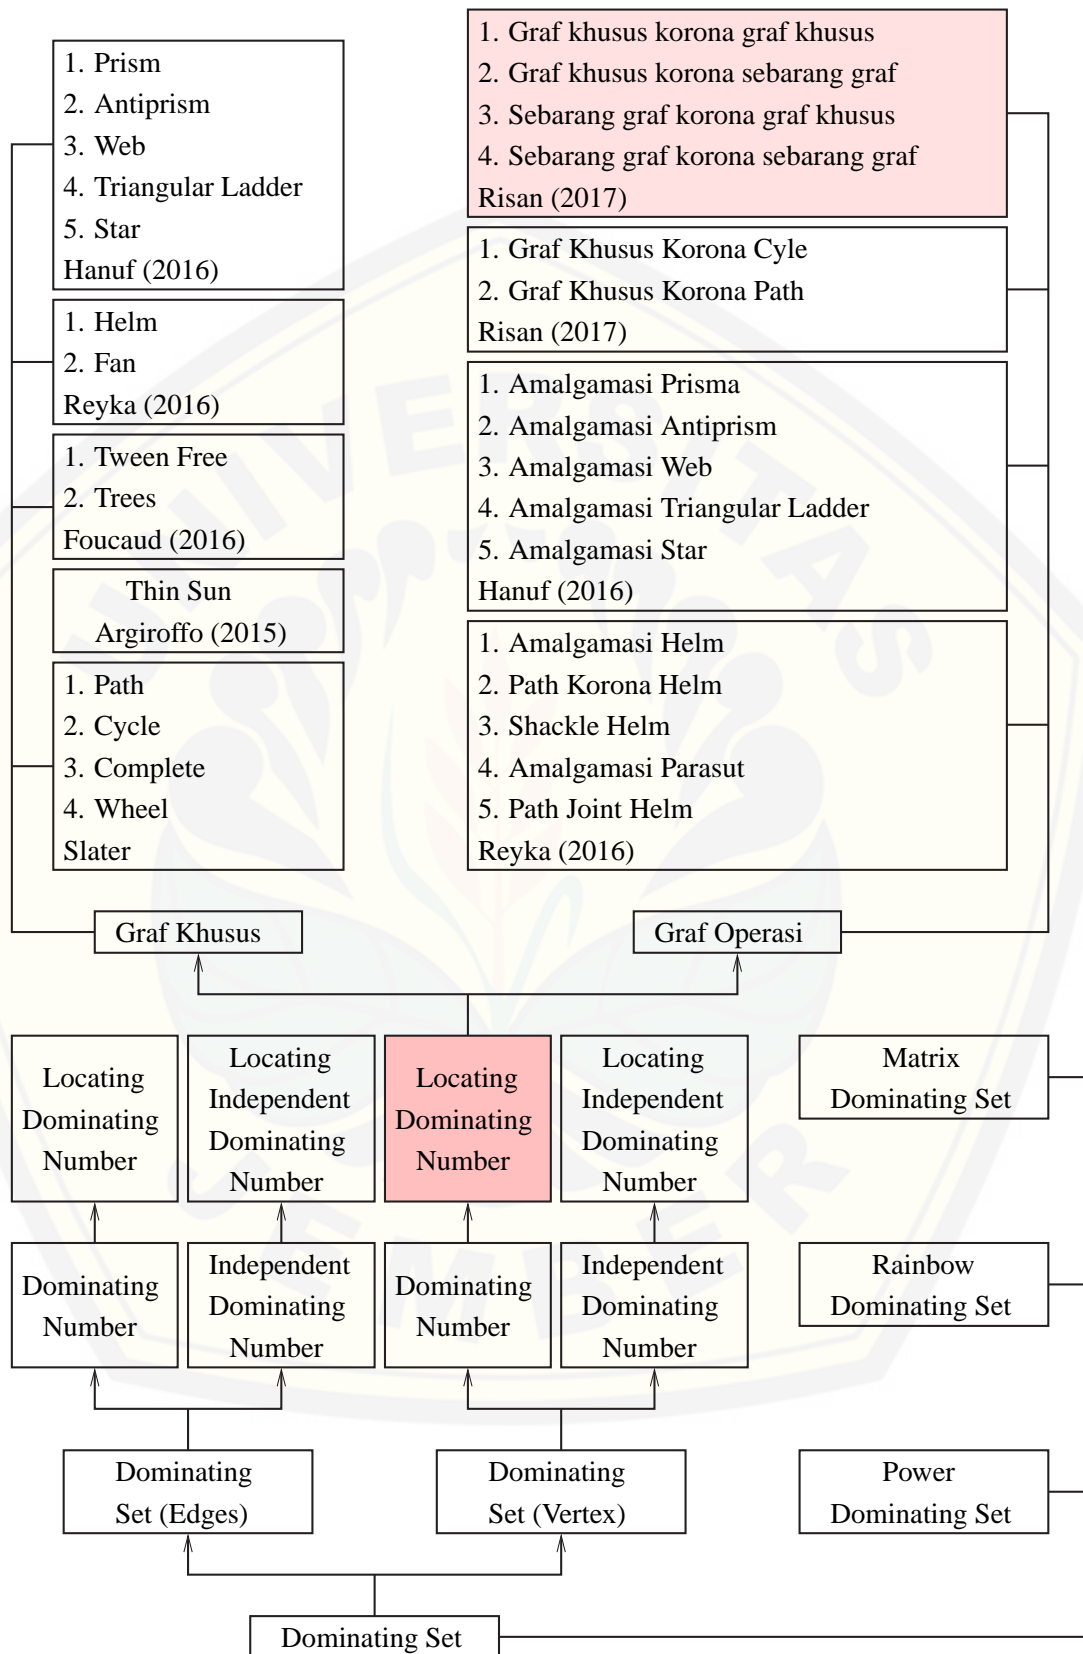 1. Prism
2. Antiprism
3. Web
4. Triangular Ladder
5. Star
Hanuf (2016)
1. Helm
2. Fan
Reyka (2016)
1. Tween Free
2. Trees
Foucaud (2016)
Thin Sun
Argiroffo (2015)
1. Path
2. Cycle
3. Complete
4. Wheel
Slater
1. Graf khusus korona graf khusus
2. Graf khusus korona sebarang graf
3. Sebarang graf korona graf khusus
4. Sebarang graf korona sebarang graf
Risan (2017)
1. Graf Khusus Korona Cyle
2. Graf Khusus Korona Path
Risan (2017)
1. Amalgamasi Prisma
2. Amalgamasi Antiprism
3. Amalgamasi Web
4. Amalgamasi Triangular Ladder
5. Amalgamasi Star
Hanuf (2016)
1. Amalgamasi Helm
2. Path Korona Helm
3. Shackle Helm
4. Amalgamasi Parasut
5. Path Joint Helm
Reyka (2016)
Graf Khusus
Graf Operasi
Locating
Dominating
Number
Locating
Independent
Dominating
Number
Locating
Dominating
Number
Locating
Independent
Dominating
Number
Matrix
Dominating Set
Dominating
Number
Independent
Dominating
Number
Dominating
Number
Independent
Dominating
Number
Rainbow
Dominating Set
Dominating
Set (Edges)
Dominating
Set (Vertex)
Power
Dominating Set
Dominating Set
UNIVERSITAS
JEMBER